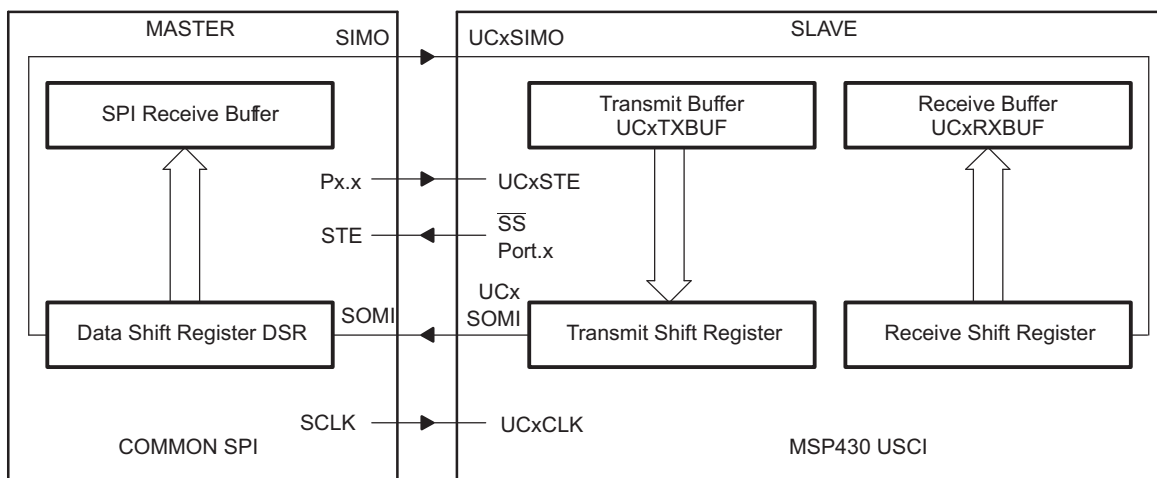 MASTER
SLAVE
SIMO
UCxSIMO
SPI Receive Buffer
Transmit Buffer
UCxTXBUF
Receive Buffer
UCxRXBUF
Px.x
UCxSTE
STE
SS
Port.x
SOMI
UCx
SOMI
Data Shift Register DSR
Transmit Shift Register
Receive Shift Register
SCLK
UCxCLK
COMMON SPI
MSP430 USCI